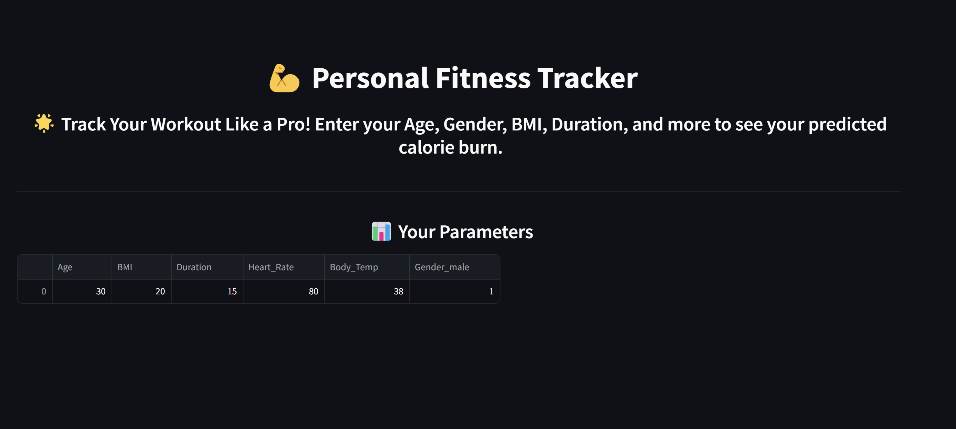 💪 Personal Fitness Tracker
🌟 Track Your Workout Like a Pro! Enter your Age, Gender, BMI, Duration, and more to see your predicted
calorie burn.
📊 Your Parameters
Age BMI Duration Heart_Rate Body_Temp Gender_male
0 30 20 15 80 38 1